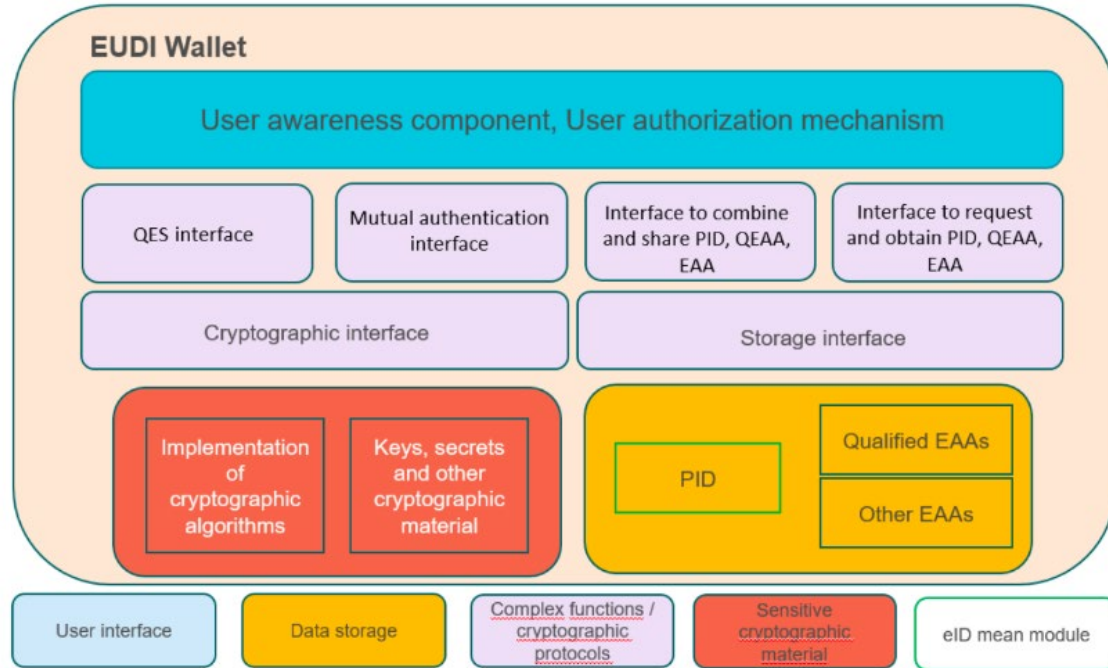 EUDI Wallet
User awareness component, User authorization mechanism
QES interface
Mutual authentication
interface
Interface to combine
and share PID, QEAA,
EAA
Interface to request
and obtain PID, QEAA,
EAA
Cryptographic interface
Storage interface
Implementation
of
cryptographic
algorithms
Keys, secrets
and other
cryptographic
material
PID
Qualified EAAs
Other EAAs
User interface
Data storage
Complex functions /
cryptographic
protocols
Sensitive
cryptographic
material
eID mean module